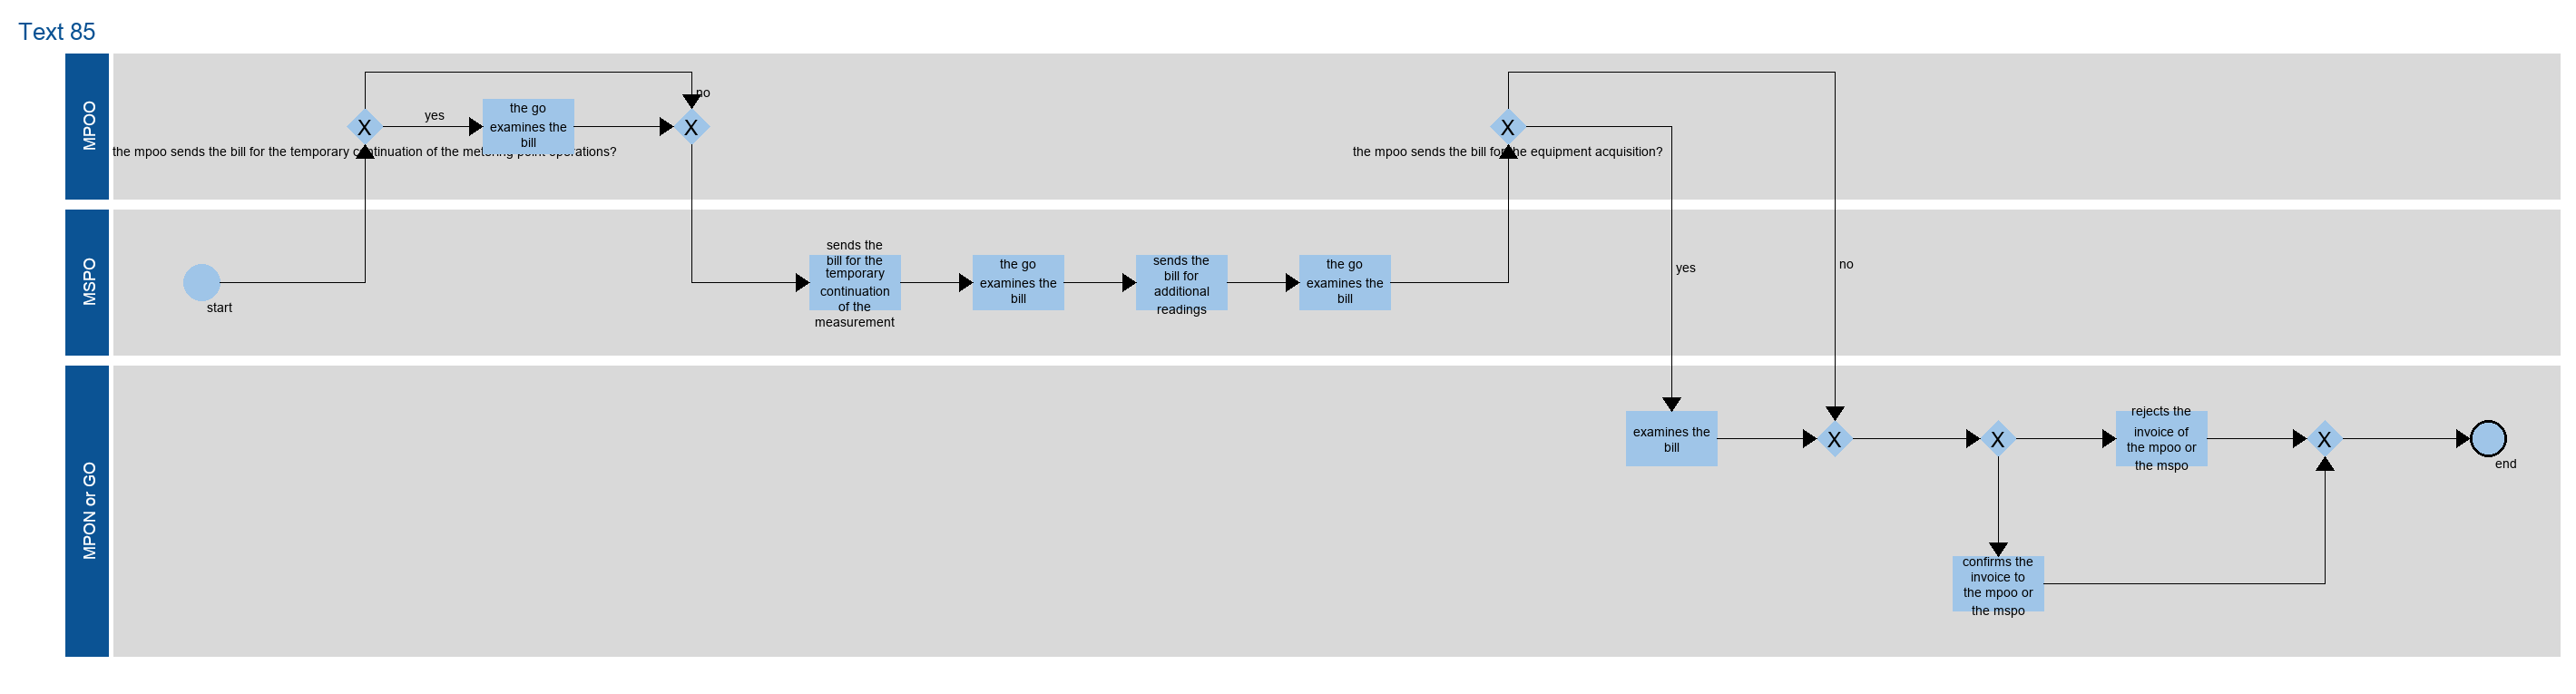 Text 85
MPOO
X
yes
the go
examines the
bill
no
X
the mpoo sends the bill for the temporary continuation of the metering point operations?
X
the mpoo sends the bill for the equipment acquisition?
MSPO
start
sends the
bill for the
temporary
continuation
of the
measurement
the go
examines the
bill
sends the
bill for
additional
readings
the go
examines the
bill
yes
no
MPON or GO
examines the
bill
X
X
rejects the
invoice of
the mpoo or
the mspo
X
end
confirms the
invoice to
the mpoo or
the mspo